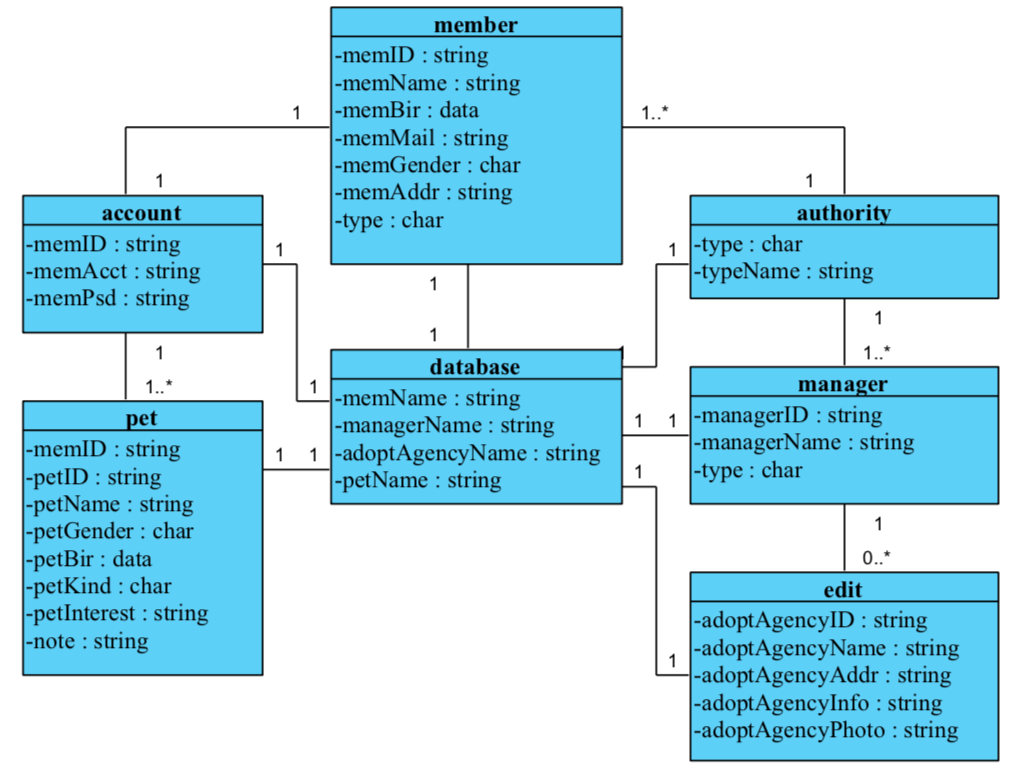 member
-memID : string
-memName : string
-memBir : data
-memMail : string
-memGender : char
-memAddr : string
-type : char
1
1..*
1
1
account
-memID : string
-memAcct : string
-memPsd : string
authority
-type : char
-typeName : string
1
1
1
1
1
1
1..*
1
1..*
1
1
database
-memName : string
-managerName : string
-adoptAgencyName : string
-petName : string
manager
-managerID : string
-managerName : string
-type : char
1
1
pet
-memID : string
-petID : string
-petName : string
-petGender : char
-petBir : data
-petKind : char
-petInterest : string
-note : string
1
1
1
1
0..*
1
edit
-adoptAgencyID : string
-adoptAgencyName : string
-adoptAgencyAddr : string
-adoptAgencyInfo : string
-adoptAgencyPhoto : string